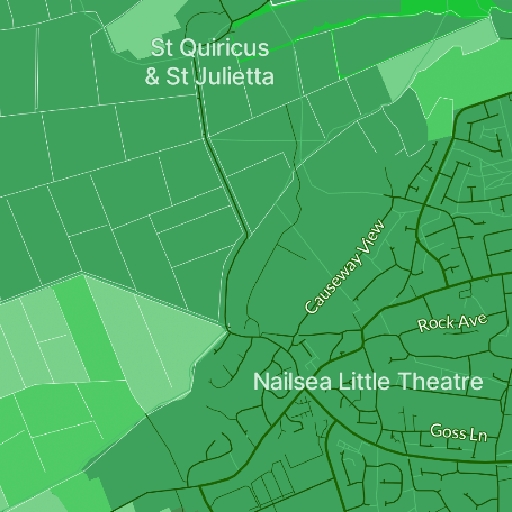 St Quiricus
& St Julietta
Causeway View
Rock Ave
Nailsea Little Theatre
Goss Ln